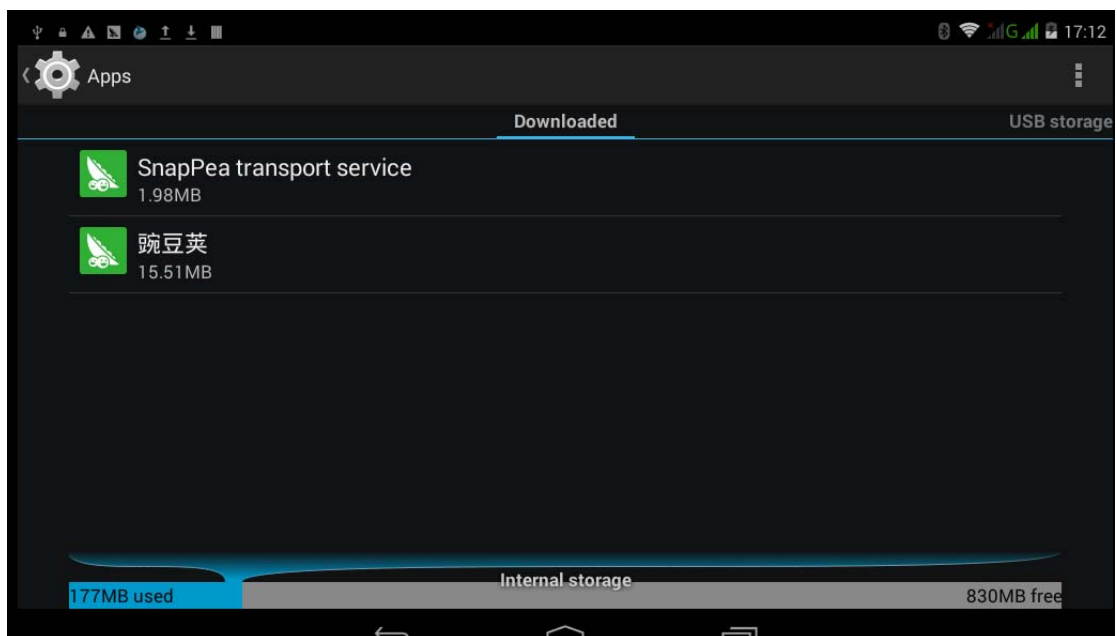 G 17:12
Apps
Downloaded
USB storage
SnapPea transport service
1.98MB
豌豆荚
15.51MB
Internal storage
177MB used
830MB free